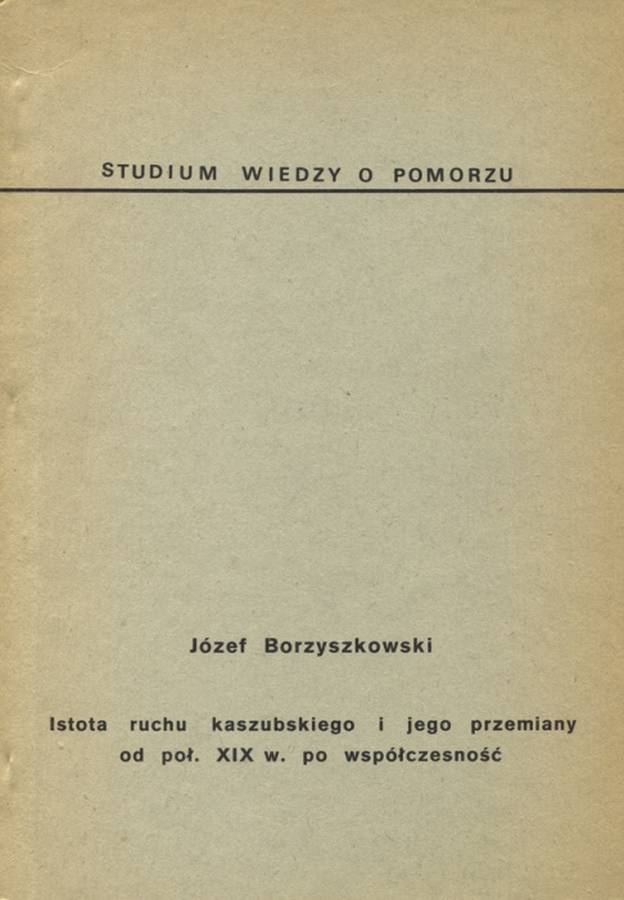 STUDIUM WIEDZY O POMORZU
Józef Borzyszkowski
Istota ruchu kaszubskiego i jego przemiany
od poł. XIX w. po współczesność